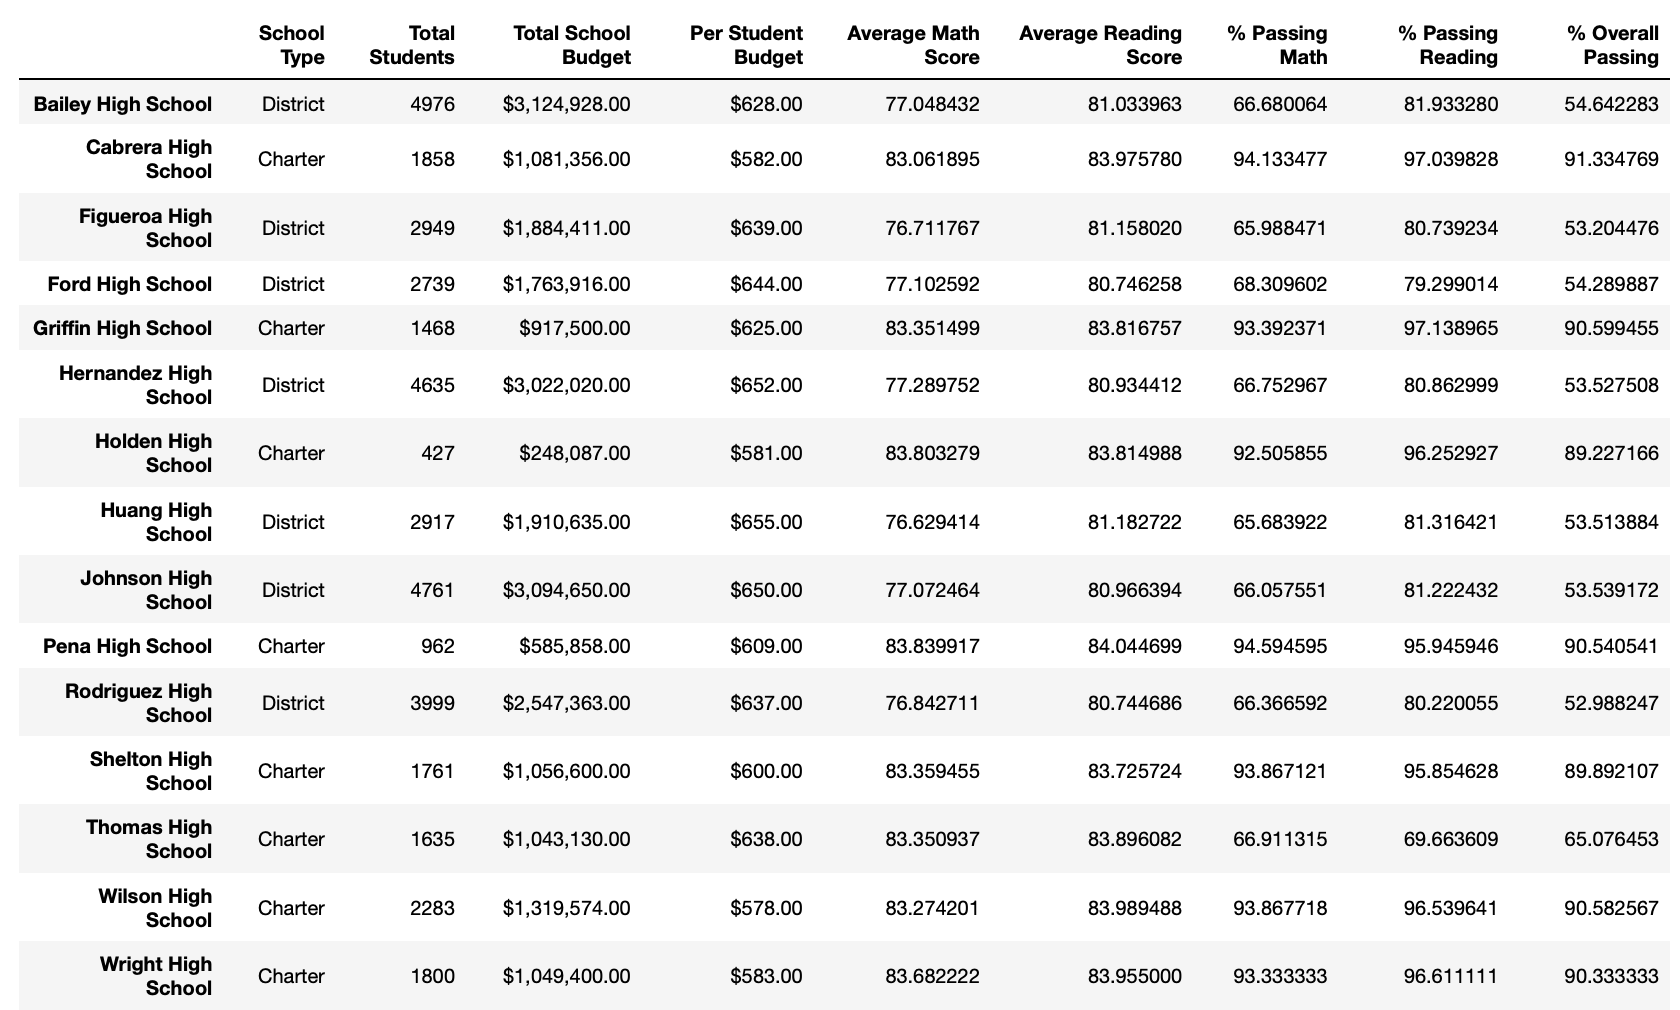 School Type Total Students Total School Budget Per Student Budget Average Math Score Average Reading Score % Passing Math % Passing Reading % Overall Passing
Bailey High School District 4976 $3,124,928.00 $628.00 77.048432 81.033963 66.680064 81.933280 54.642283
Cabrera High School Charter 1858 $1,081,356.00 $582.00 83.061895 83.975780 94.133477 97.039828 91.334769
Figueroa High School District 2949 $1,884,411.00 $639.00 76.711767 81.158020 65.988471 80.739234 53.204476
Ford High School District 2739 $1,763,916.00 $644.00 77.102592 80.746258 68.309602 79.299014 54.289887
Griffin High School Charter 1468 $917,500.00 $625.00 83.351499 83.816757 93.392371 97.138965 90.599455
Hernandez High School District 4635 $3,022,020.00 $652.00 77.289752 80.934412 66.752967 80.862999 53.527508
Holden High School Charter 427 $248,087.00 $581.00 83.803279 83.814988 92.505855 96.252927 89.227166
Huang High School District 2917 $1,910,635.00 $655.00 76.629414 81.182722 65.683922 81.316421 53.513884
Johnson High School District 4761 $3,094,650.00 $650.00 77.072464 80.966394 66.057551 81.222432 53.539172
Pena High School Charter 962 $585,858.00 $609.00 83.839917 84.044699 94.594595 95.945946 90.540541
Rodriguez High School District 3999 $2,547,363.00 $637.00 76.842711 80.744686 66.366592 80.220055 52.988247
Shelton High School Charter 1761 $1,056,600.00 $600.00 83.359455 83.725724 93.867121 95.854628 89.892107
Thomas High School Charter 1635 $1,043,130.00 $638.00 83.350937 83.896082 66.911315 69.663609 65.076453
Wilson High School Charter 2283 $1,319,574.00 $578.00 83.274201 83.989488 93.867718 96.539641 90.582567
Wright High School Charter 1800 $1,049,400.00 $583.00 83.682222 83.955000 93.333333 96.611111 90.333333